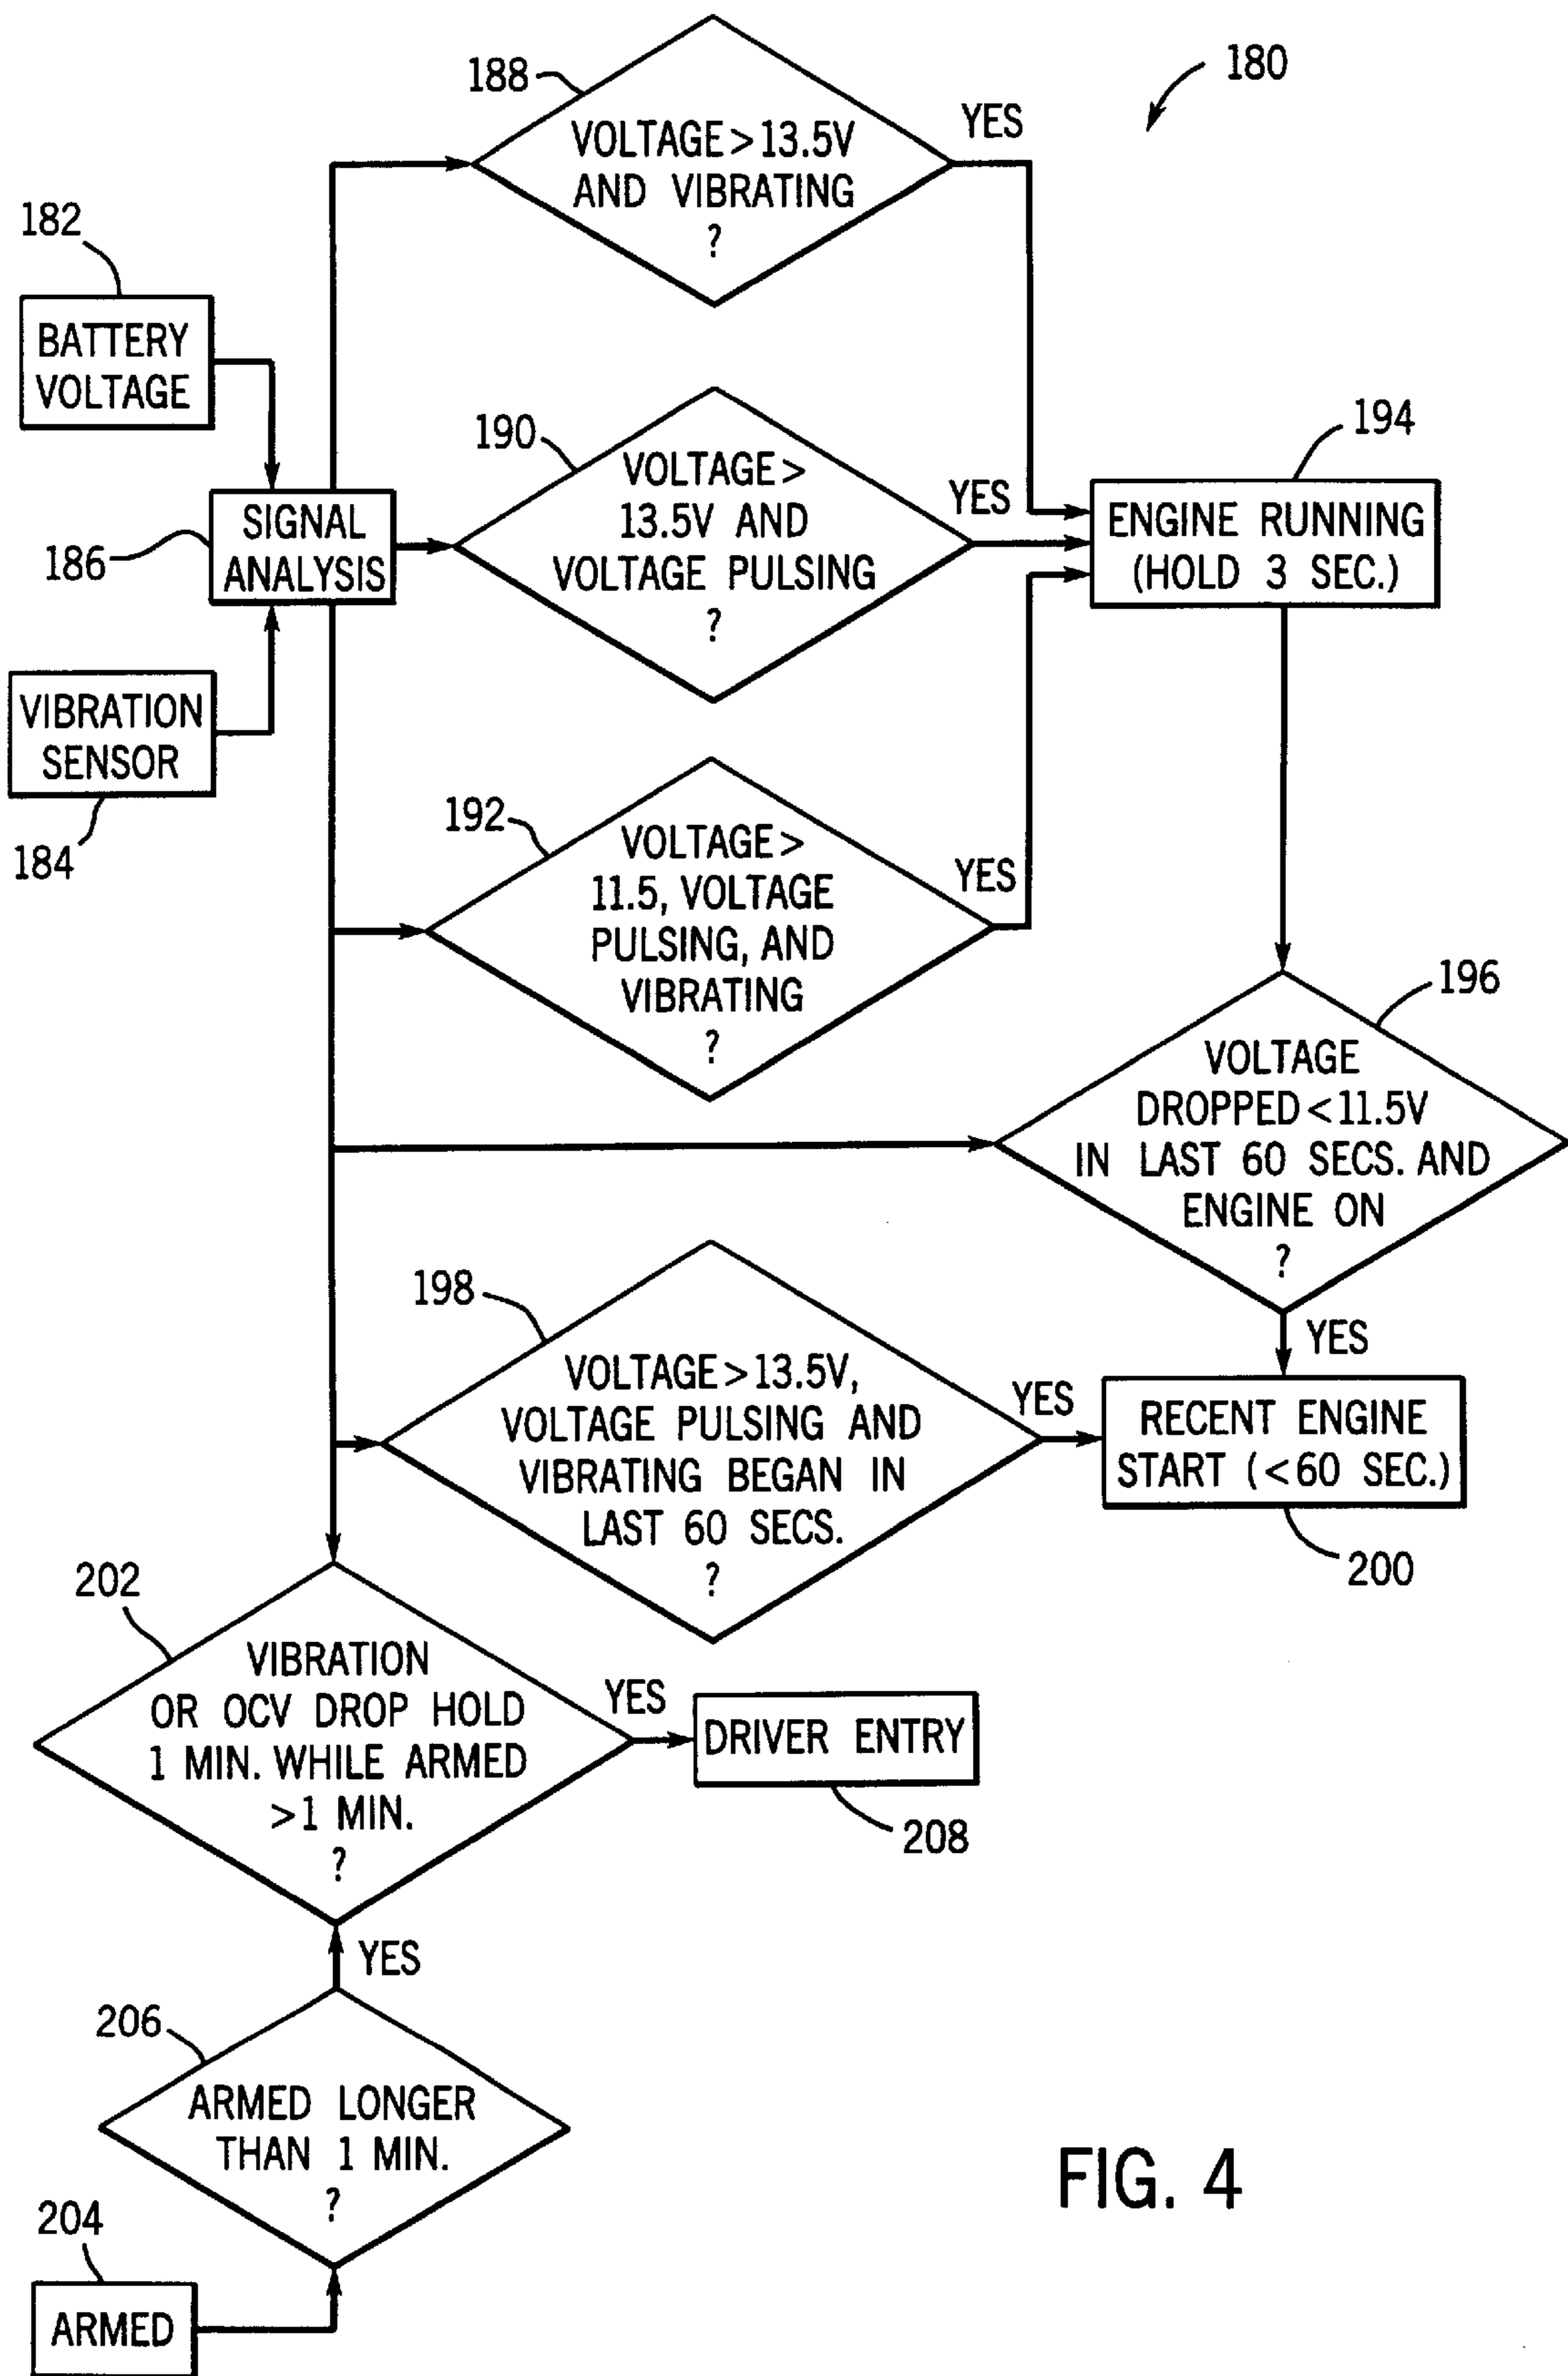 180
188
VOLTAGE > 13.5V
AND VIBRATING
?
YES
182
BATTERY
VOLTAGE
190
VOLTAGE >
13.5V AND
VOLTAGE PULSING
?
YES
194
ENGINE RUNNING
(HOLD 3 SEC.)
SIGNAL
ANALYSIS
186
VIBRATION
SENSOR
184
192
VOLTAGE >
11.5, VOLTAGE
PULSING, AND
VIBRATING
?
YES
196
VOLTAGE
DROPPED < 11.5V
IN LAST 60 SECS. AND
ENGINE ON
?
YES
198
VOLTAGE > 13.5V,
VOLTAGE PULSING AND
VIBRATING BEGAN IN
LAST 60 SECS.
?
YES
RECENT ENGINE
START (< 60 SEC.)
200
202
VIBRATION
OR OCV DROP HOLD
1 MIN. WHILE ARMED
>1 MIN.
?
YES
DRIVER ENTRY
208
YES
206
ARMED LONGER
THAN 1 MIN.
?
204
ARMED
FIG. 4